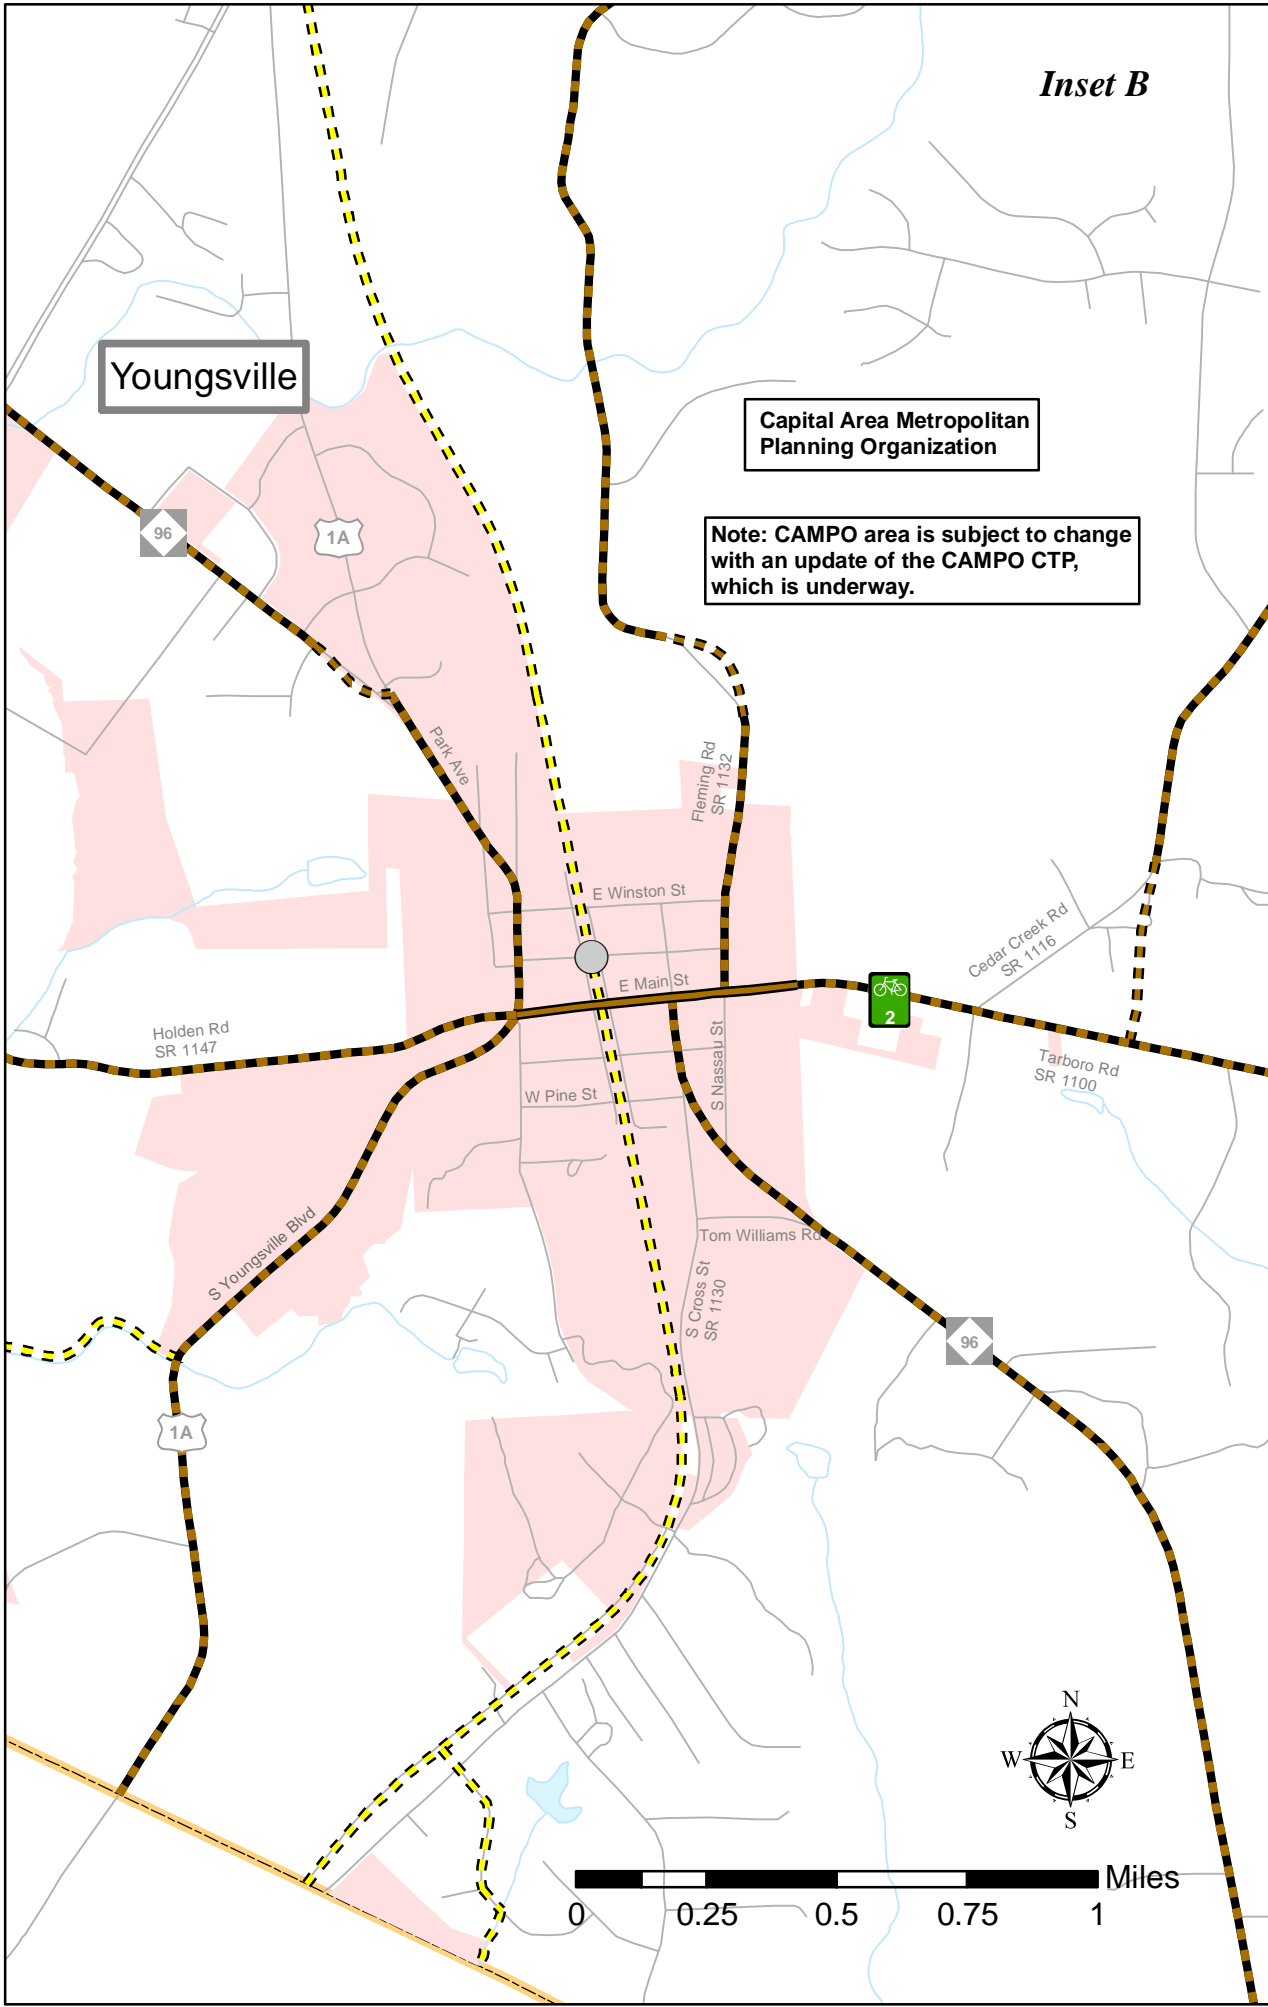 Inset B
Youngsville
Capital Area Metropolitan
Planning Organization
96
1A
Note: CAMPO area is subject to change
with an update of the CAMPO CTP,
which is underway.
Park Ave
Fleming Rd
SR 1132
E Winston St
Cedar Creek Rd
SR 1116
E Main St
2
Holden Rd
SR 1147
S Nassau St
Tarboro Rd
SR 1100
W Pine St
S Youngsville Blvd
Tom Williams Rd
S Cross St
SR 1130
96
1A
N
W E
S
Miles
0 0.25 0.5 0.75 1